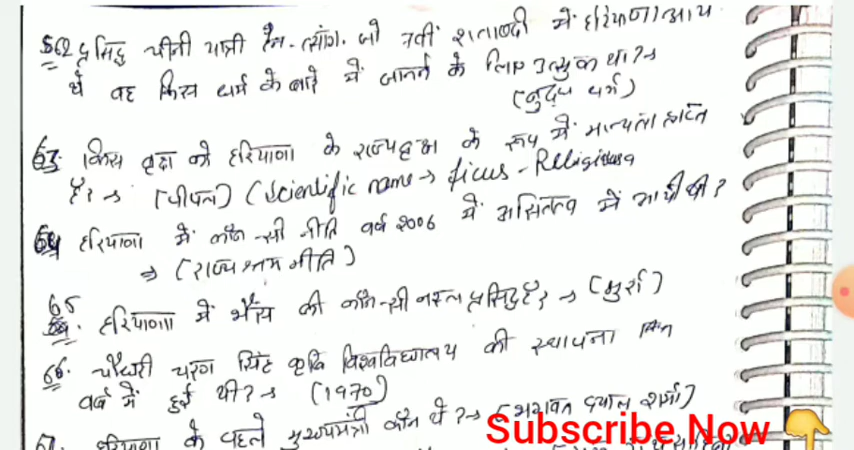 562 प्रसिद्ध चीनी यात्री हेन-त्सांग. जो 7वीं शताब्दी में हरियाणा आय
थे वह किस धर्म के बारे में जानने के लिए उत्सुक था? →
(बुद्ध धर्म)
63. किस वृक्ष को हरियाणा के राज्यवृक्ष के रूप में मान्यता प्राप्त
है? → (पीपल) (Scientific name → ficus-Religiosa
64 हरियाणा में कौन-सी नीति वर्ष 2006 में अस्तित्व में आयी थी?
⇒ (राज्य श्रम नीति)
65
हरियाणा में भैंस की कौन-सी नस्ल प्रसिद्ध है? → (मुर्रा)
66. चौधरी चरण सिंह कृषि विश्वविद्यालय की स्थापना किस
वर्ष में हुई थी? → (1970)
हरियाणा के पहले मुख्यमंत्री कौन थे? → (भगवत दयाल शर्मा)
Subscribe Now 👇